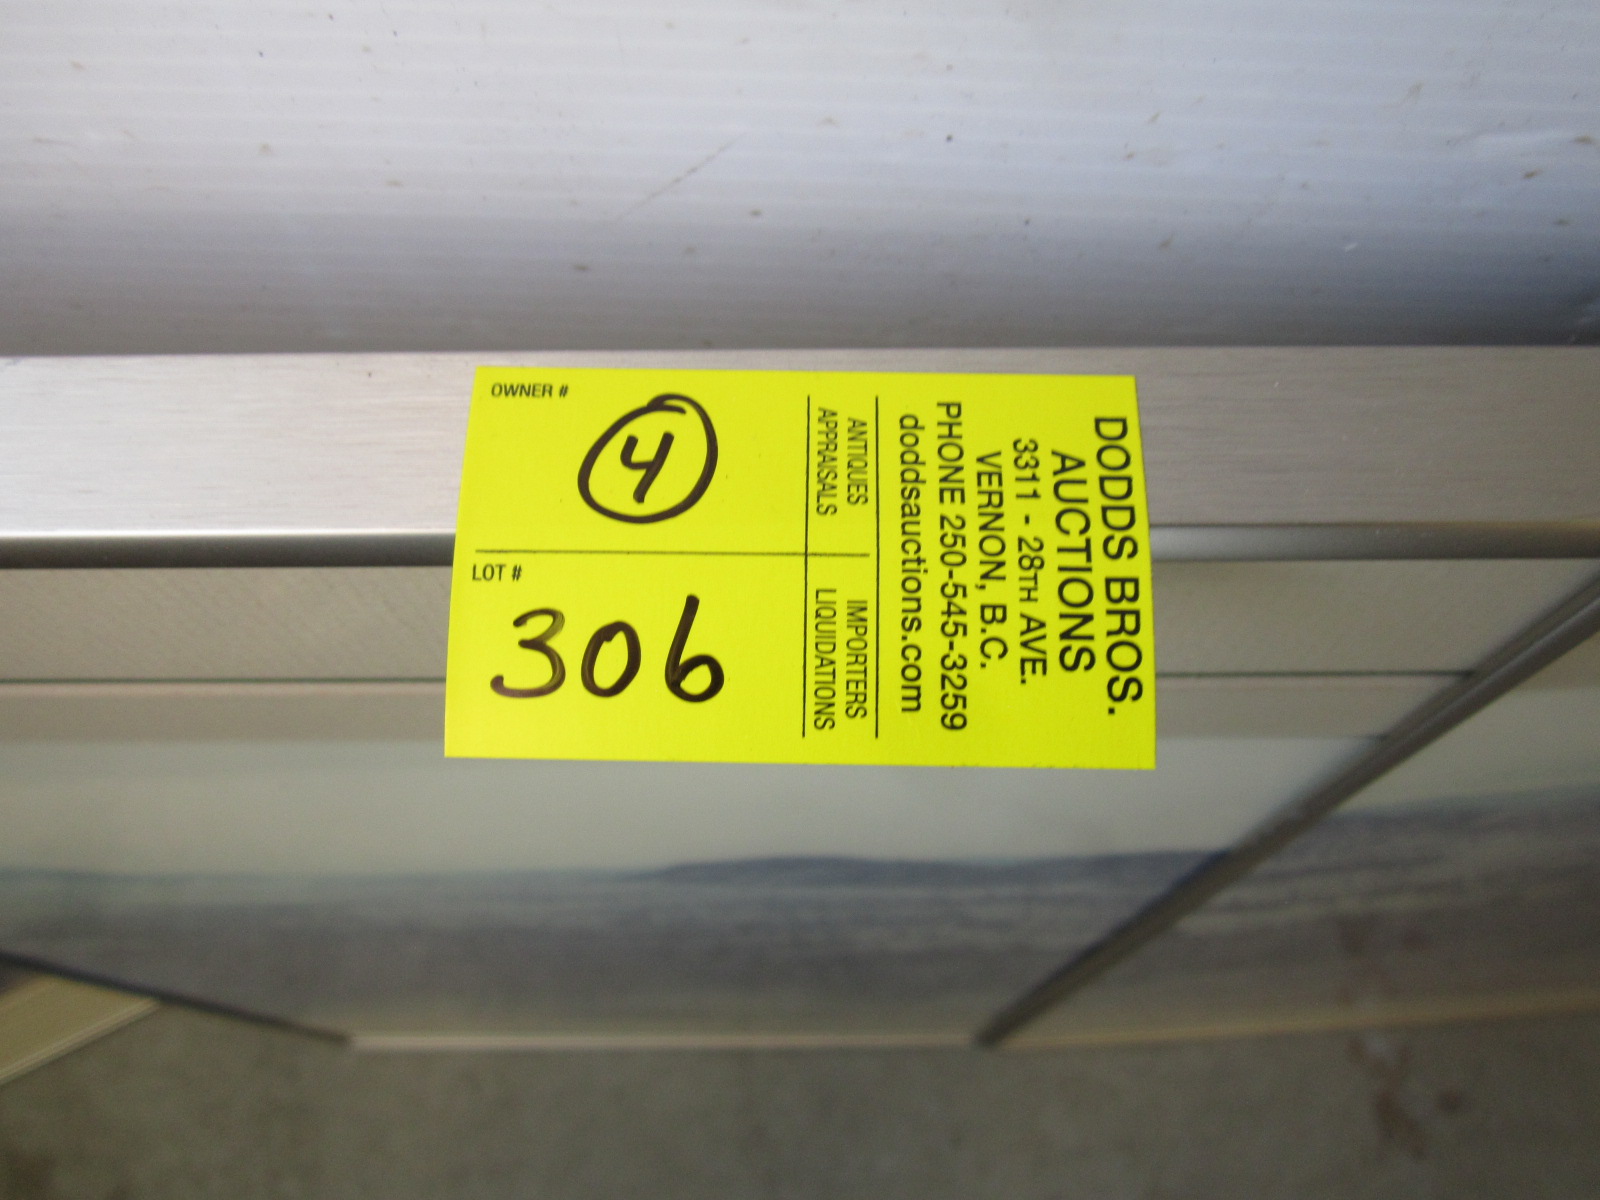 DODDS BROS.
AUCTIONS
3311 - 28TH AVE.
VERNON, B.C.
PHONE 250-545-3259
doddsauctions.com
ANTIQUES
APPRAISALS
IMPORTERS
LIQUIDATIONS
OWNER #
4
LOT #
306